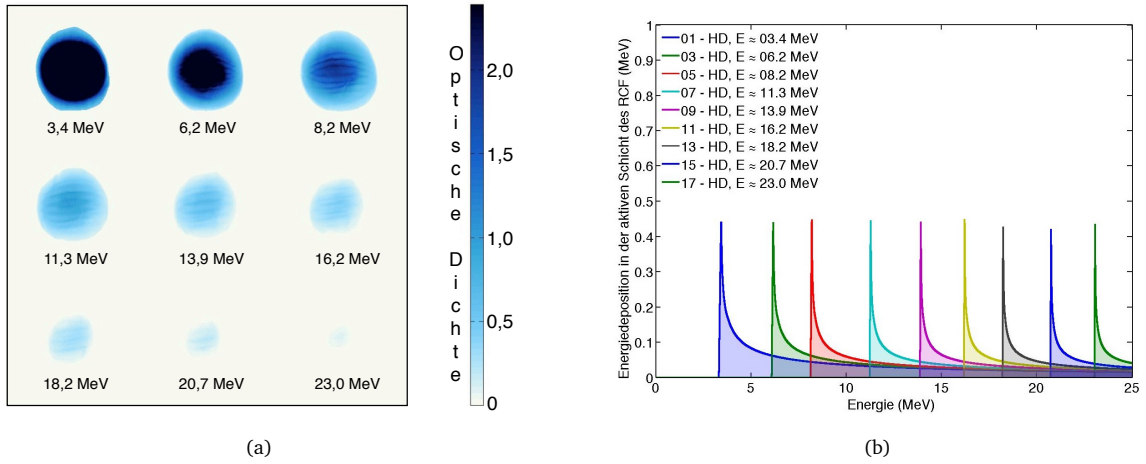 3,4 MeV
6,2 MeV
8,2 MeV
11,3 MeV
13,9 MeV
16,2 MeV
18,2 MeV
20,7 MeV
23,0 MeV
Optische Dichte
2,0
1,5
1,0
0,5
0
(a)
Energiedeposition in der aktiven Schicht des RCF (MeV)
1
0.9
0.8
0.7
0.6
0.5
0.4
0.3
0.2
0.1
0
01 - HD, E ≈ 03.4 MeV
03 - HD, E ≈ 06.2 MeV
05 - HD, E ≈ 08.2 MeV
07 - HD, E ≈ 11.3 MeV
09 - HD, E ≈ 13.9 MeV
11 - HD, E ≈ 16.2 MeV
13 - HD, E ≈ 18.2 MeV
15 - HD, E ≈ 20.7 MeV
17 - HD, E ≈ 23.0 MeV
0 5 10 15 20 25
Energie (MeV)
(b)